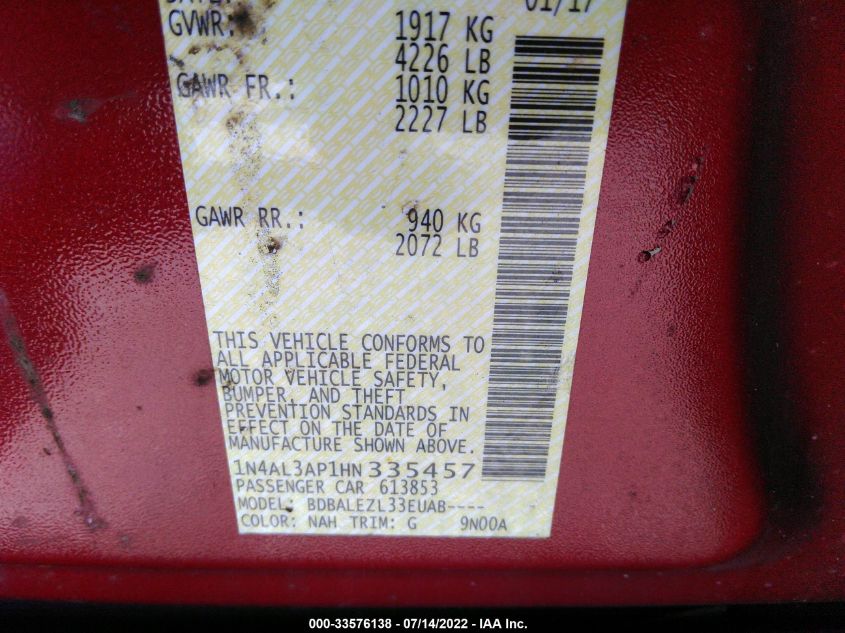 01/17
GVWR: 1917 KG
4226 LB
GAWR FR.: 1010 KG
2227 LB
GAWR RR.: 940 KG
2072 LB
THIS VEHICLE CONFORMS TO
ALL APPLICABLE FEDERAL
MOTOR VEHICLE SAFETY,
BUMPER, AND THEFT
PREVENTION STANDARDS IN
EFFECT ON THE DATE OF
MANUFACTURE SHOWN ABOVE.
1N4AL3AP1HN335457
PASSENGER CAR 613853
MODEL: BDBALEZL33EUAB----
COLOR: NAH TRIM: G 9N00A
000-33576138 - 07/14/2022 - IAA Inc.